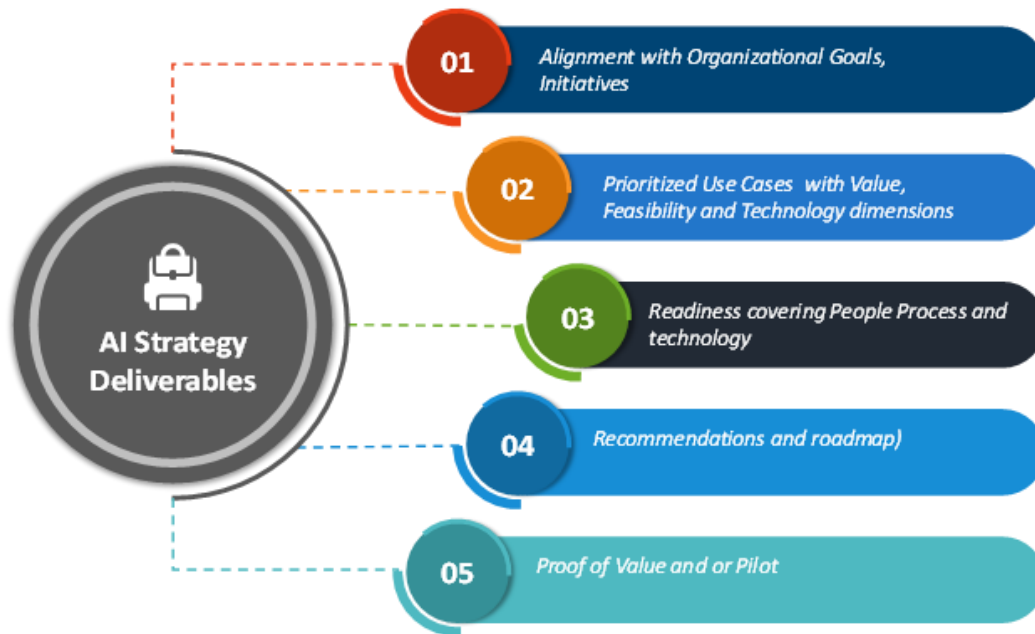 AI Strategy
Deliverables
01
Alignment with Organizational Goals,
Initiatives
02
Prioritized Use Cases with Value,
Feasibility and Technology dimensions
03
Readiness covering People Process and
technology
04
Recommendations and roadmap)
05
Proof of Value and or Pilot